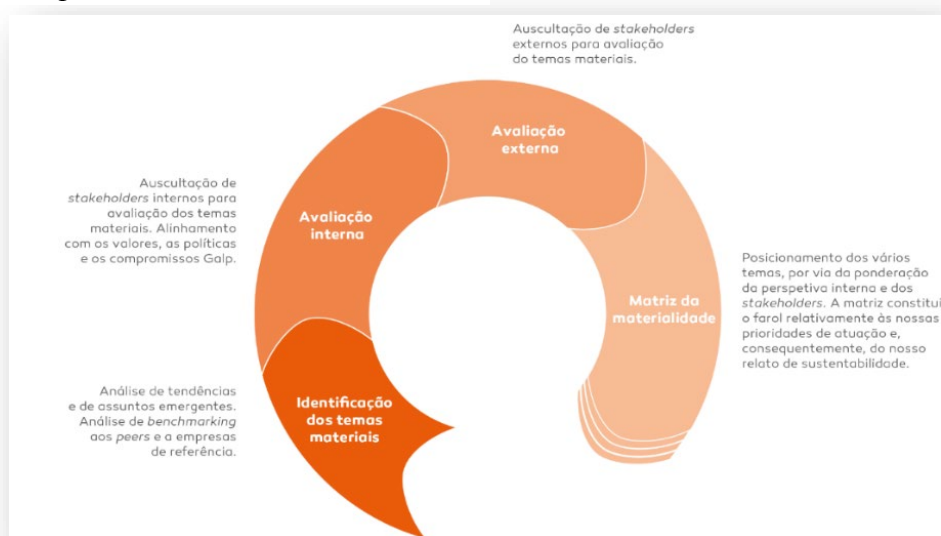 Auscultação de stakeholders
externos para avaliação
do temas materiais.
Avaliação
externa
Auscultação de
stakeholders internos para
avaliação dos temas
materiais. Alinhamento
com os valores, as políticas
e os compromissos Galp.
Avaliação
interna
Matriz da
materialidade
Posicionamento dos vários
temas, por via da ponderação
da perspetiva interna e dos
stakeholders. A matriz constitui
o farol relativamente às nossas
prioridades de atuação e,
consequentemente, do nosso
relato de sustentabilidade.
Análise de tendências
e de assuntos emergentes.
Análise de benchmarking
aos peers e a empresas
de referência.
Identificação
dos temas
materiais